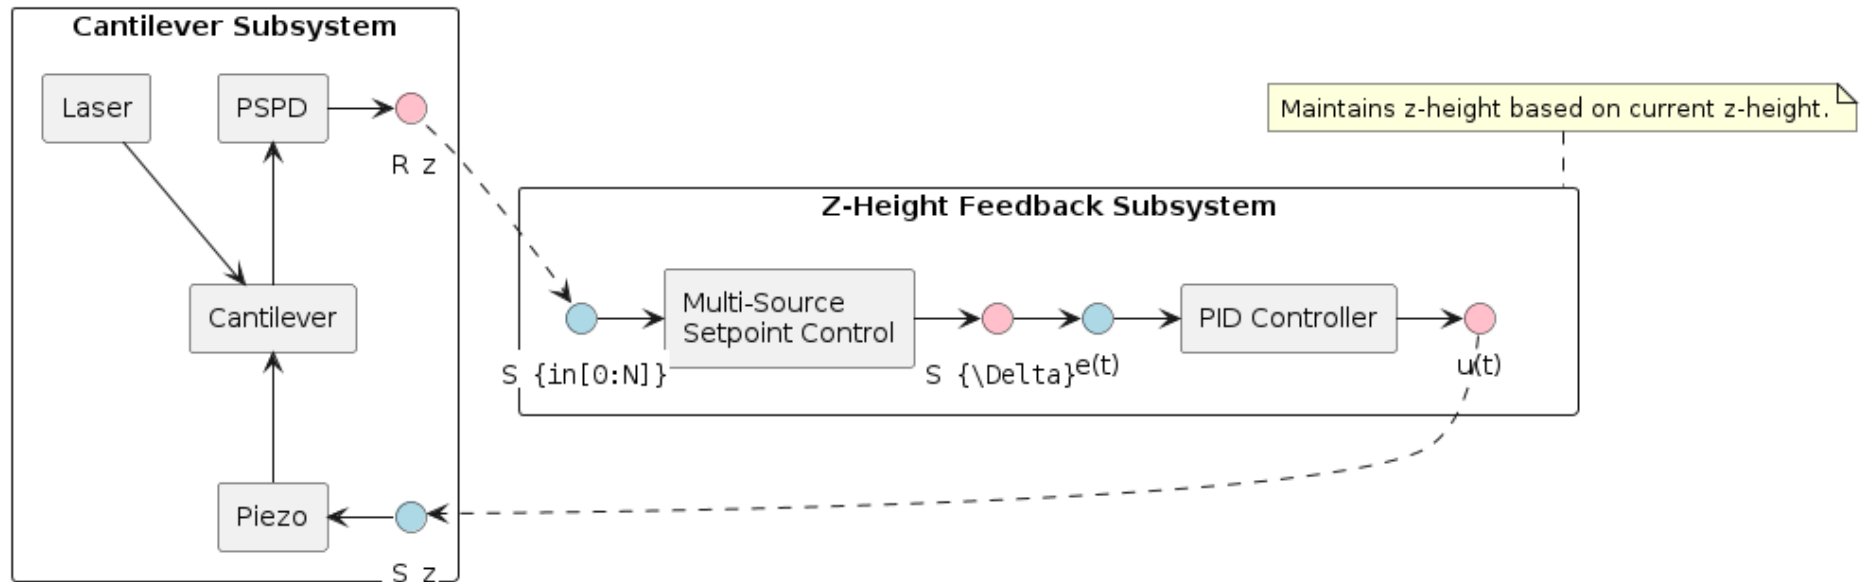 Cantilever Subsystem
Laser
PSPD
R z
Maintains z-height based on current z-height.
Z-Height Feedback Subsystem
Cantilever
Multi-Source
Setpoint Control
PID Controller
S {in[0:N]}
S {\Delta}
e(t)
u(t)
Piezo
S z